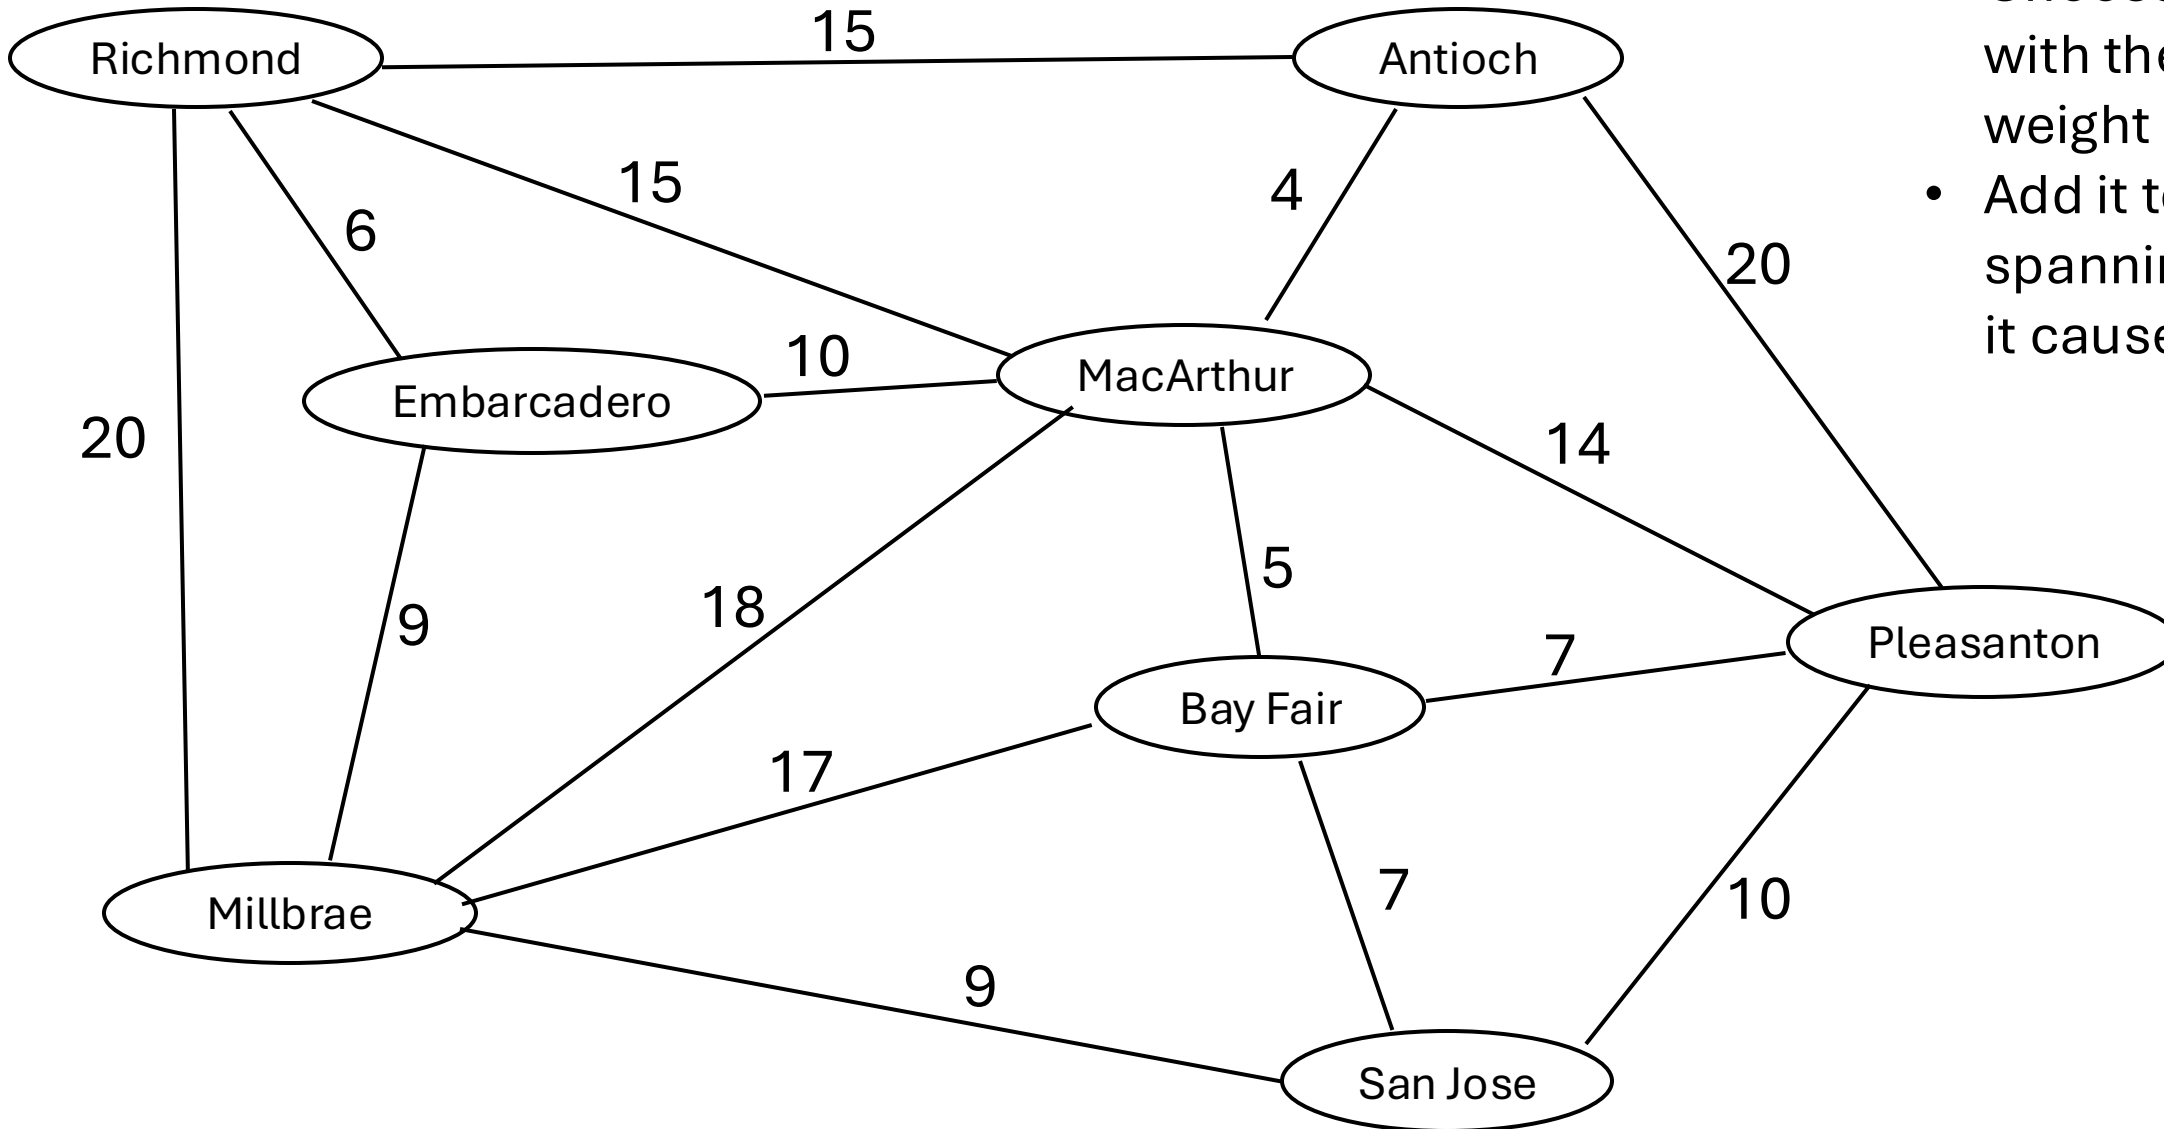 Richmond
15
Antioch
with the
weight
15
4
• Add it to
6
20
it cause
10
MacArthur
Embarcadero
20
14
5
18
9
7
Pleasanton
Bay Fair
17
7
10
Millbrae
9
San Jose